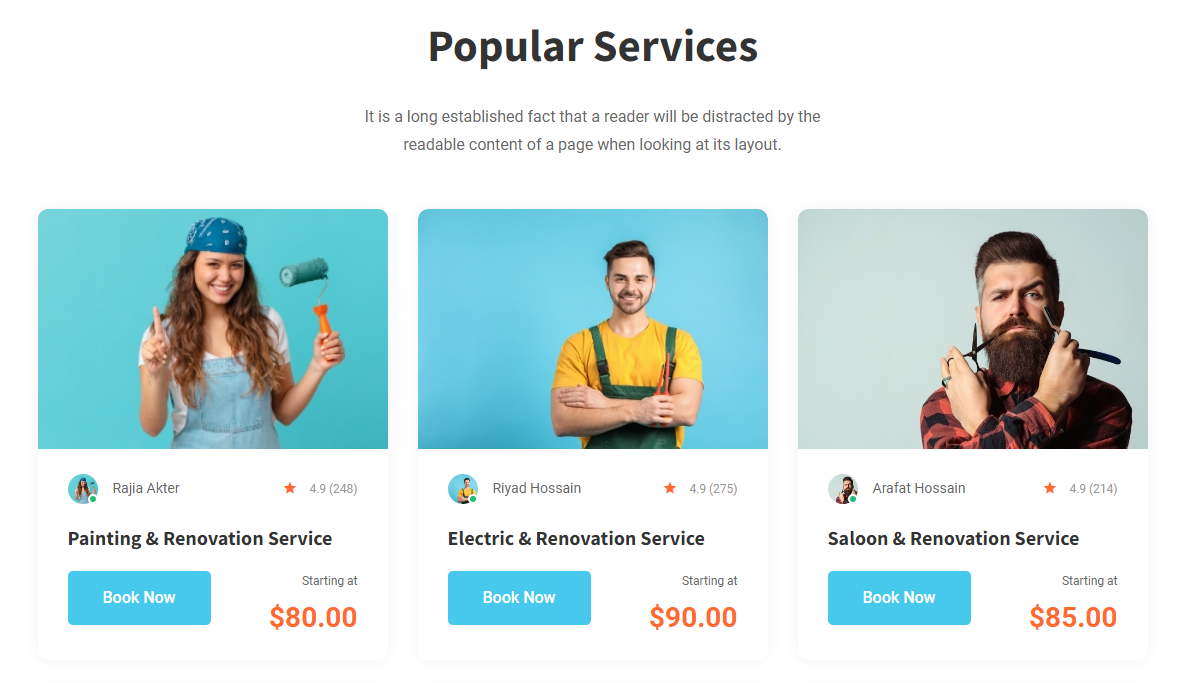 Popular Services
It is a long established fact that a reader will be distracted by the
readable content of a page when looking at its layout.
Rajia Akter 4.9 (248)
Painting & Renovation Service
Book Now
Starting at
$80.00
Riyad Hossain 4.9 (275)
Electric & Renovation Service
Book Now
Starting at
$90.00
Arafat Hossain 4.9 (214)
Saloon & Renovation Service
Book Now
Starting at
$85.00